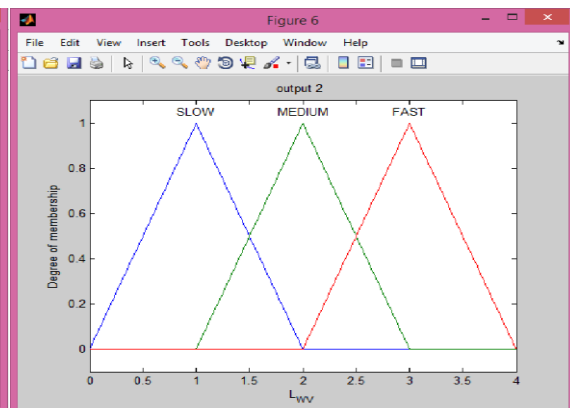 Figure 6
File Edit View Insert Tools Desktop Window Help
output 2
SLOW MEDIUM FAST
Degree of membership
1
0.8
0.6
0.4
0.2
0
0 0.5 1 1.5 2 2.5 3 3.5 4
L_WV